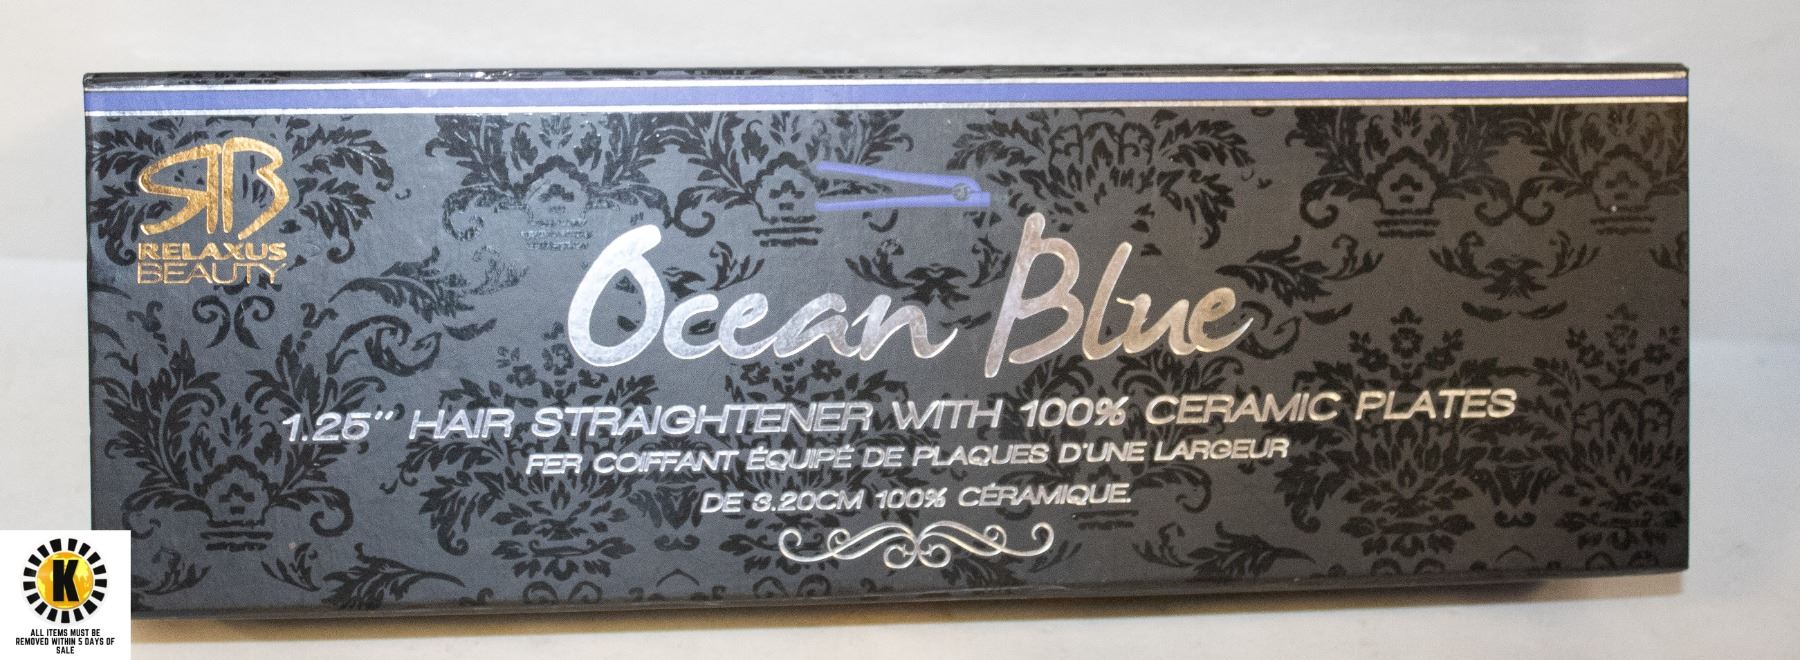 RB
RELAXUS
BEAUTY
Ocean Blue
1.25'' HAIR STRAIGHTENER WITH 100% CERAMIC PLATES
FER COIFFANT ÉQUIPÉ DE PLAQUES D'UNE LARGEUR
DE 3.20CM 100% CÉRAMIQUE.
K
ALL ITEMS MUST BE
REMOVED WITHIN 5 DAYS OF
SALE